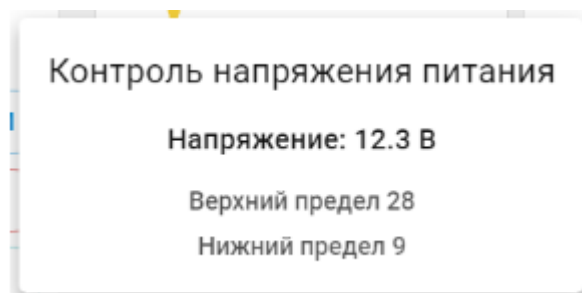 Контроль напряжения питания
Напряжение: 12.3 В
Верхний предел 28
Нижний предел 9